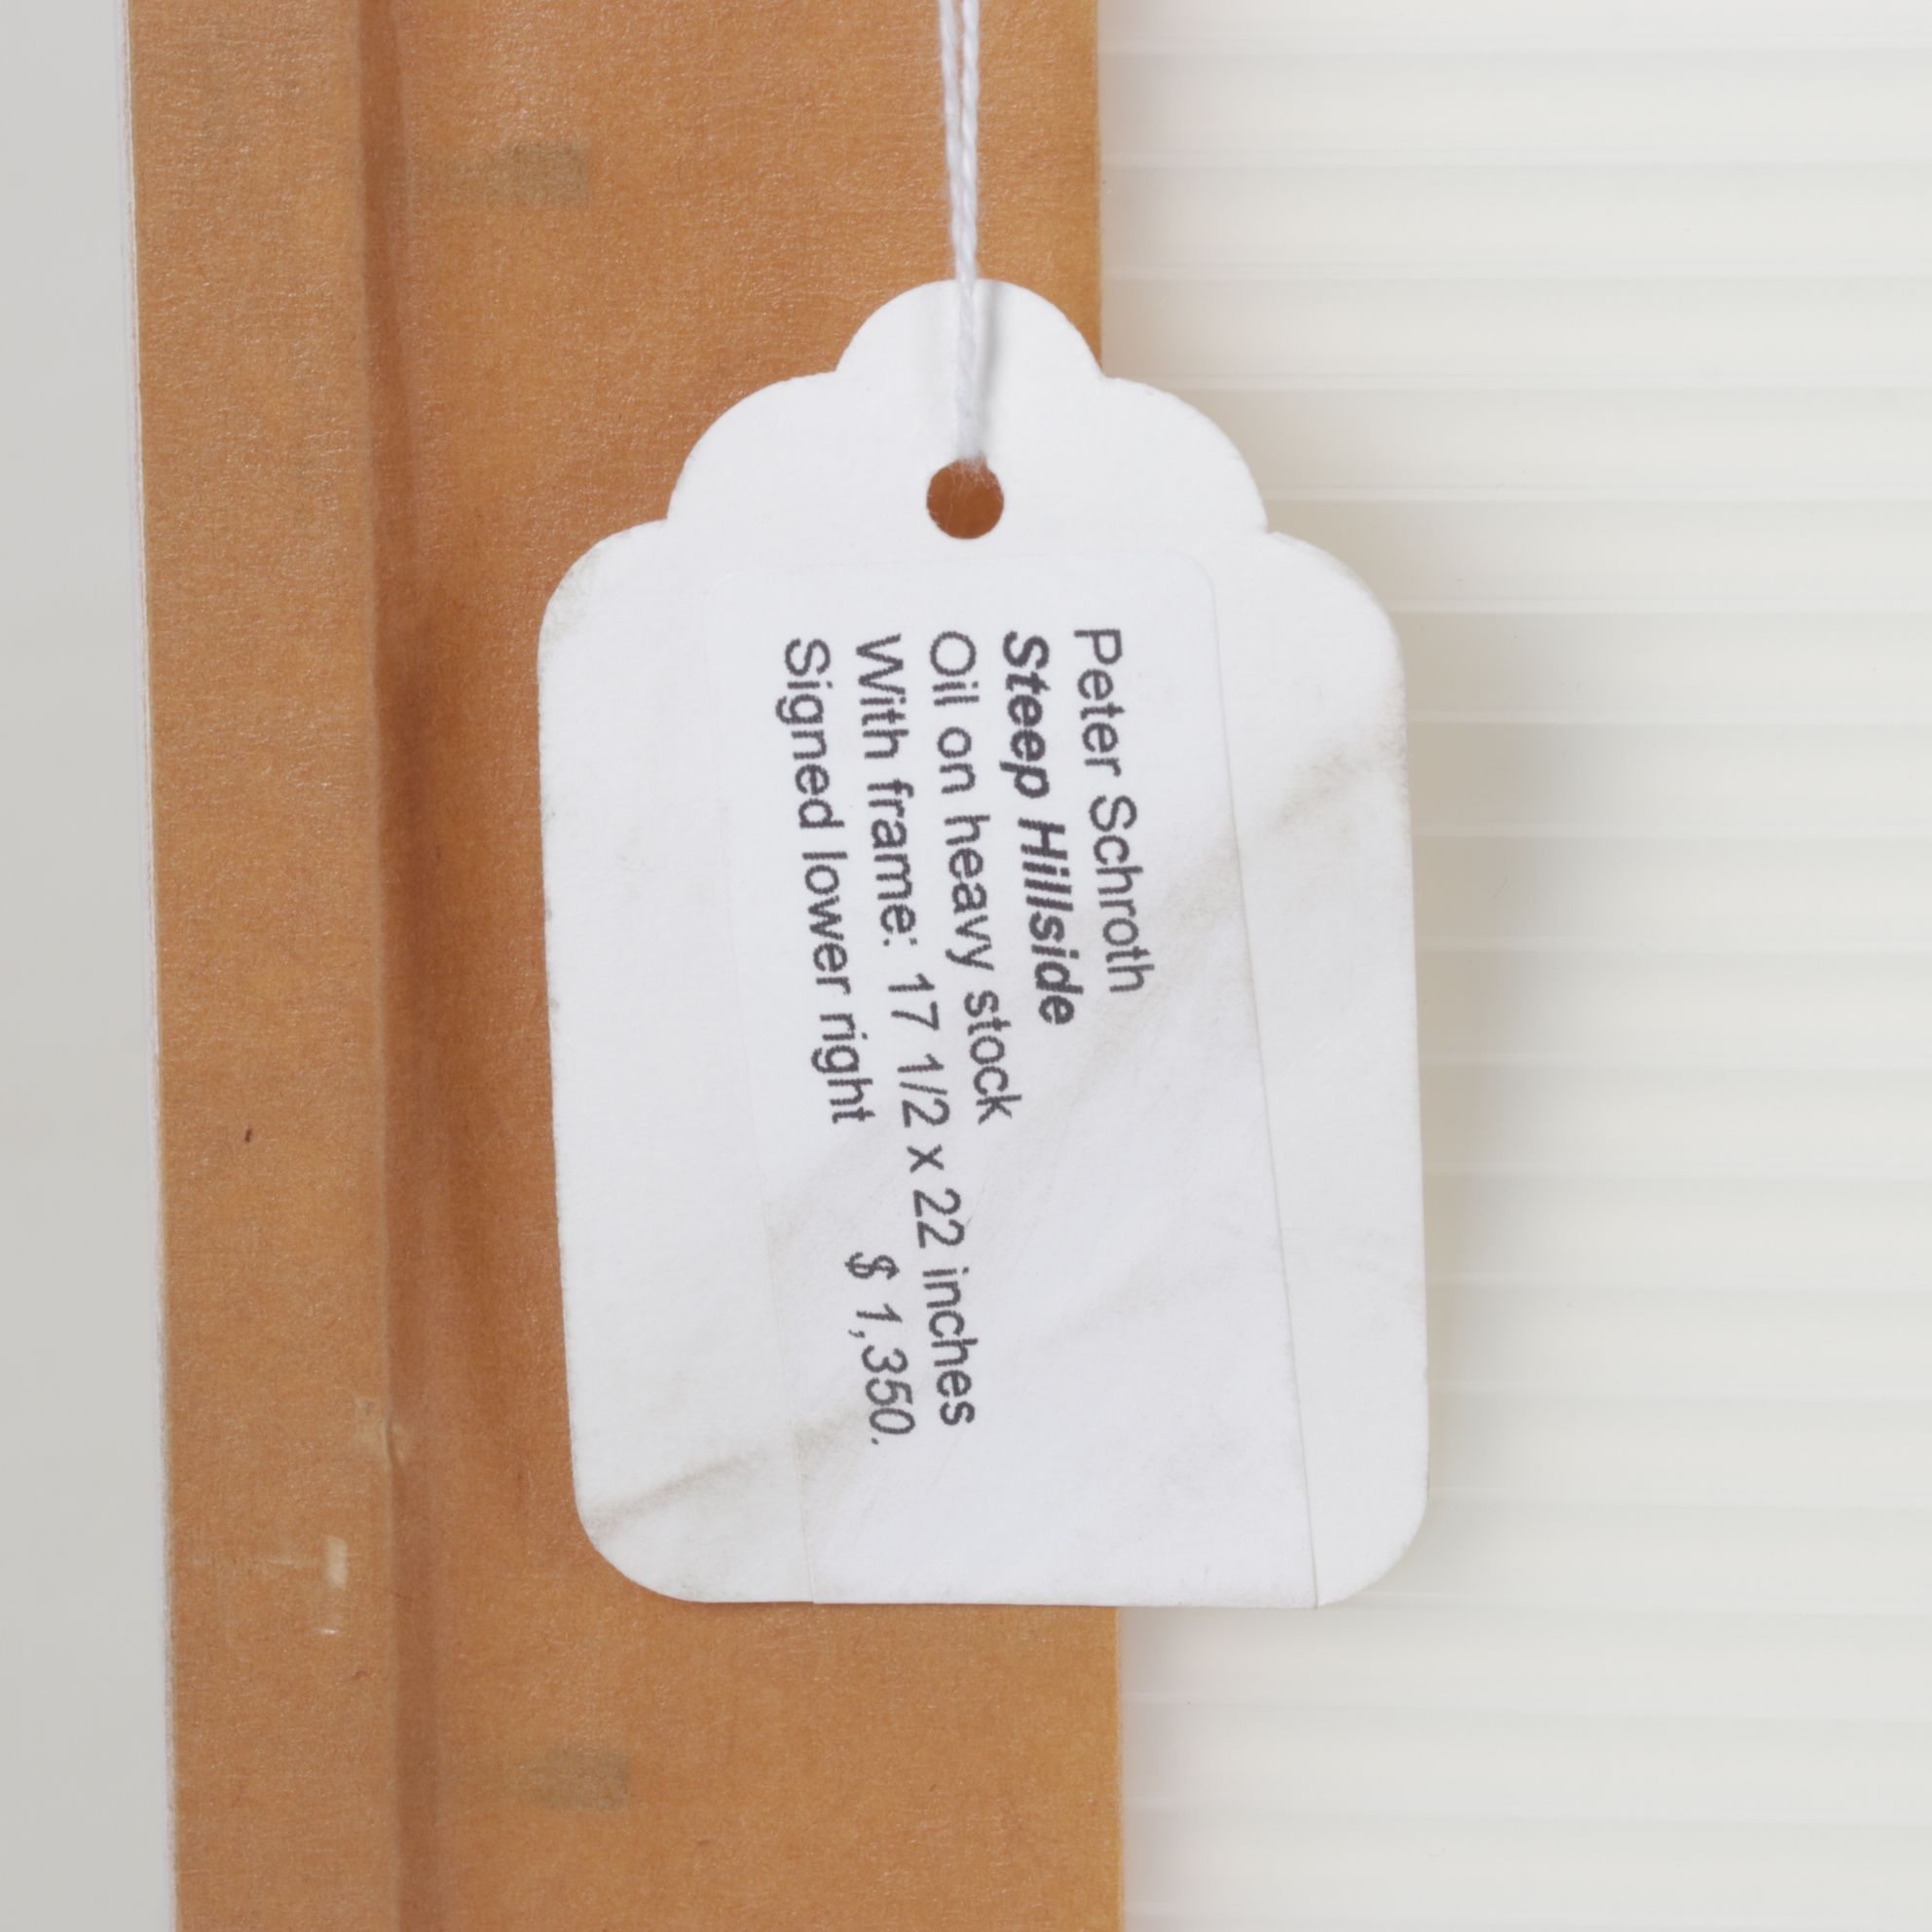 Peter Schroth
Steep Hillside
Oil on heavy stock
With frame: 17 1/2 x 22 inches
Signed lower right $ 1,350.